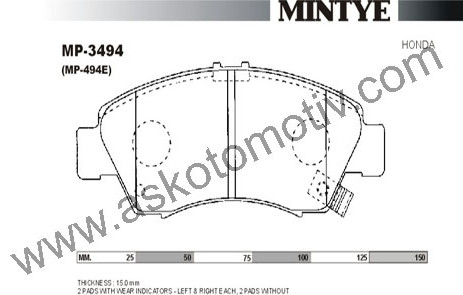 MINTYE
MP-3494
HONDA
(MP-494E)
www.askotomotiv.com
MM. 25 50 75 100 125 150
THICKNESS : 15.0 mm
2 PADS WITH WEAR INDICATORS - LEFT & RIGHT EACH, 2 PADS WITHOUT